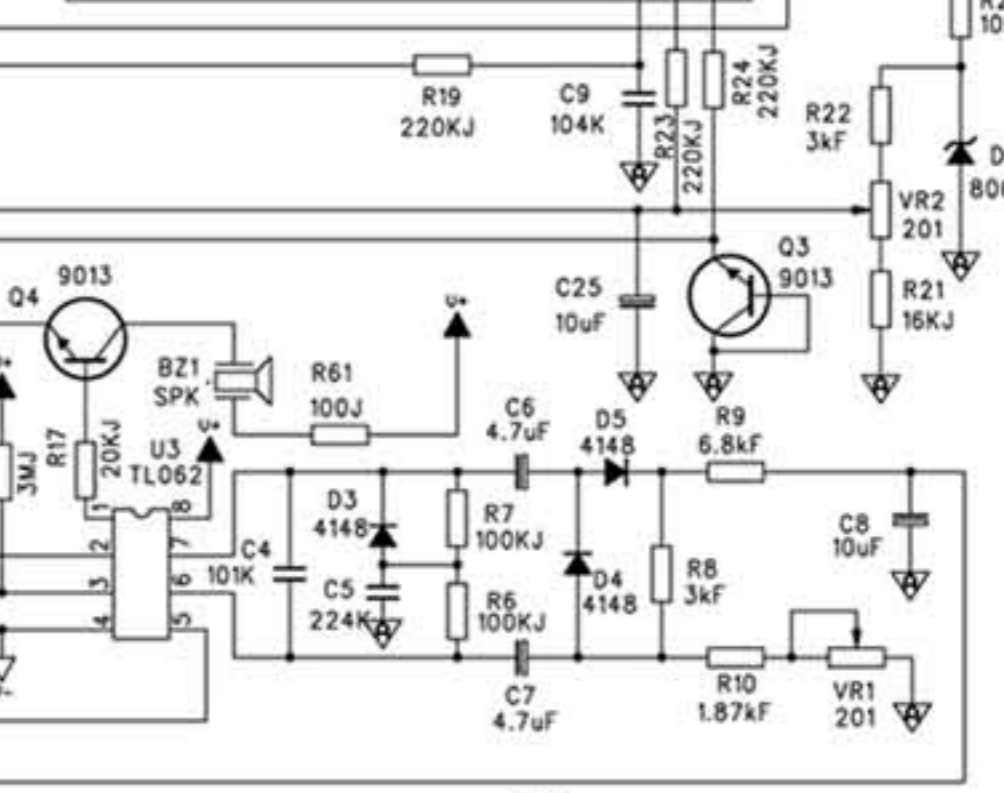 R19
220KJ
C9
104K
R23
220KJ
R24
220KJ
R22
3kF
VR2
201
R21
16KJ
Q3
9013
C25
10uF
9013
Q4
BZ1
SPK
R61
100J
V+
V+
R17
20KJ
3MJ
U3
TL062
1
2
3
4
8
7
6
5
C4
101K
D3
4148
C5
224K
R7
100KJ
R6
100KJ
C6
4.7uF
C7
4.7uF
D5
4148
D4
4148
R9
6.8kF
R8
3kF
R10
1.87kF
C8
10uF
VR1
201
A
A
A
A
A
A
A
A